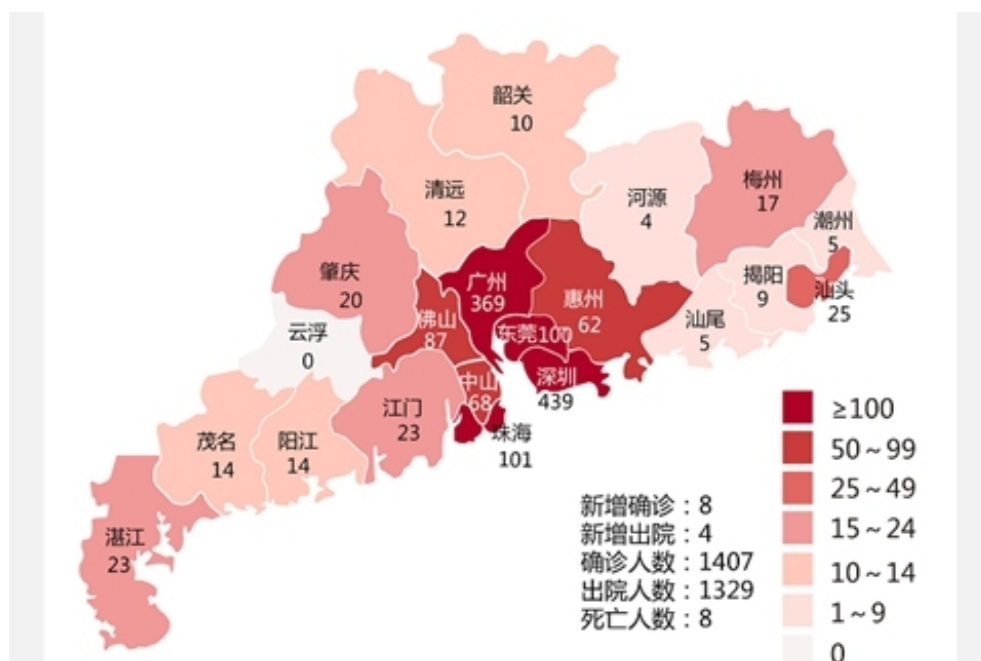 韶关
10
清远
12
河源
4
梅州
17
潮州
5
肇庆
20
广州
369
惠州
62
揭阳
9
汕头
25
云浮
0
佛山
87
东莞100
汕尾
5
中山
68
深圳
439
江门
23
珠海
101
茂名
14
阳江
14
湛江
23
新增确诊：8
新增出院：4
确诊人数：1407
出院人数：1329
死亡人数：8
≥100
50~99
25~49
15~24
10~14
1~9
0